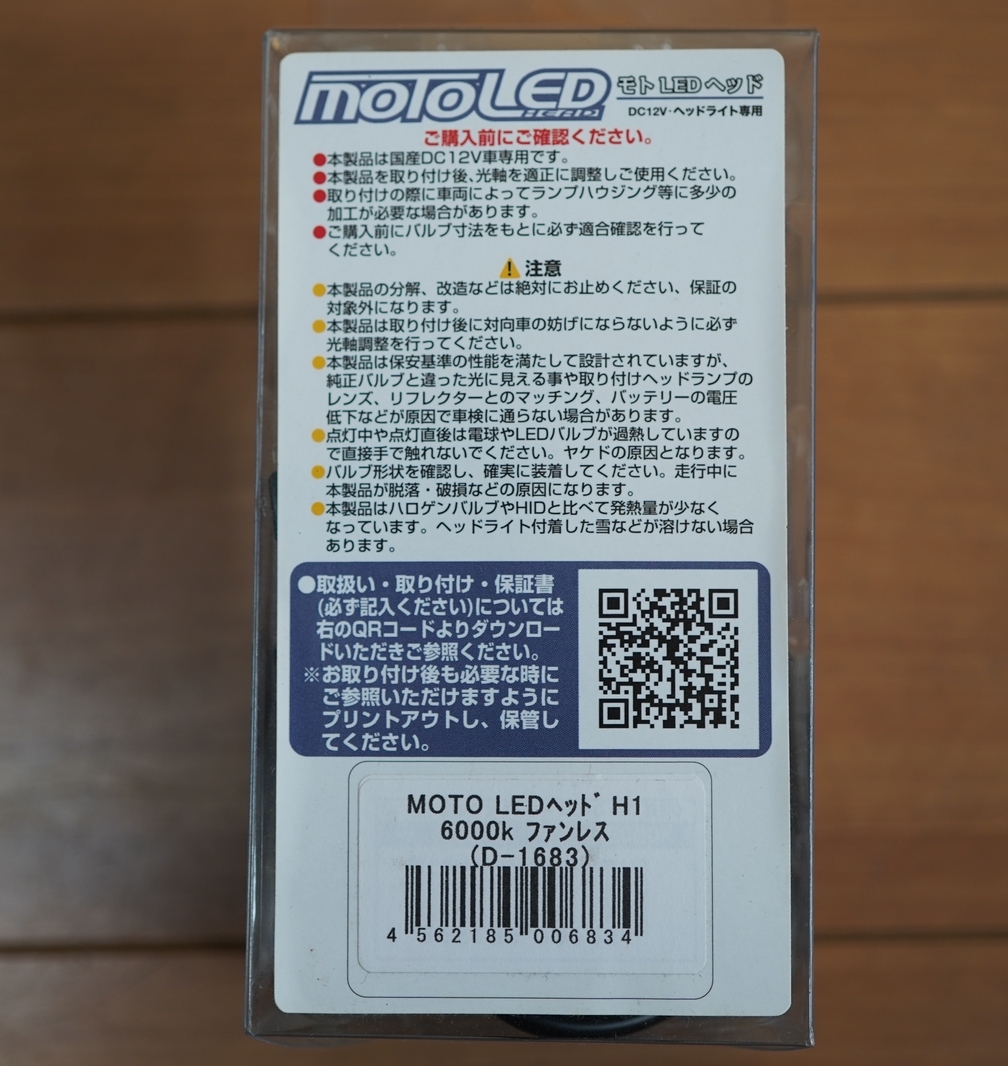 MOTO LED
HEAD
モト LED ヘッド
DC12V・ヘッドライト専用
ご購入前にご確認ください。
●本製品は国産DC12V車専用です。
●本製品を取り付け後、光軸を適正に調整しご使用ください。
●取り付けの際に車両によってランプハウジング等に多少の
加工が必要な場合があります。
●ご購入前にバルブ寸法をもとに必ず適合確認を行って
ください。
注意
●本製品の分解、改造などは絶対にお止めください、保証の
対象外になります。
●本製品は取り付け後に対向車の妨げにならないように必ず
光軸調整を行ってください。
●本製品は保安基準の性能を満たして設計されていますが、
純正バルブと違った光に見える事や取り付けヘッドランプの
レンズ、リフレクターとのマッチング、バッテリーの電圧
低下などが原因で車検に通らない場合があります。
●点灯中や点灯直後は電球やLEDバルブが過熱していますの
で直接手で触れないでください。ヤケドの原因となります。
●バルブ形状を確認し、確実に装着してください。走行中に
本製品が脱落・破損などの原因になります。
●本製品はハロゲンバルブやHIDと比べて発熱量が少なく
なっています。ヘッドライト付着した雪などが溶けない場合
あります。
●取扱い・取り付け・保証書
(必ず記入ください)については
右のQRコードよりダウンロー
ドいただきご参照ください。
※お取り付け後も必要な時に
ご参照いただけますように
プリントアウトし、保管し
てください。
MOTO LEDﾍｯﾄﾞ H1
6000k ファンレス
(D-1683)
4 562185 006834